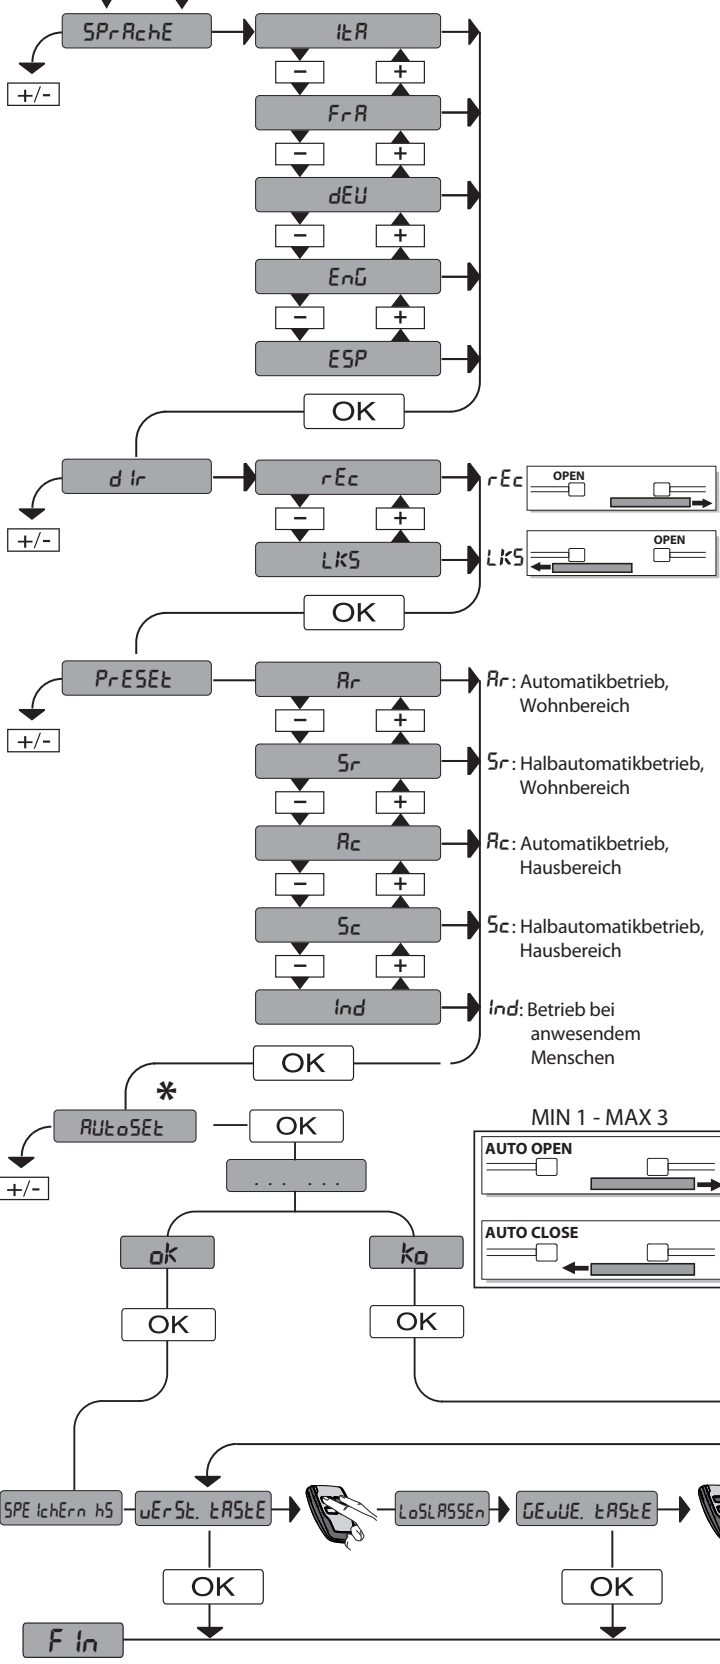 SPrAchE
ItA
+/-
- +
FrA
- +
dEU
- +
EnG
- +
ESP
OK
dIr
rEc
rEc
OPEN
+/-
- +
LKS
LKS
OPEN
OK
PrESEt
Ar
Ar: Automatikbetrieb,
Wohnbereich
+/-
- +
Sr
Sr: Halbautomatikbetrieb,
Wohnbereich
- +
Ac
Ac: Automatikbetrieb,
Hausbereich
- +
Sc
Sc: Halbautomatikbetrieb,
Hausbereich
- +
Ind
Ind: Betrieb bei
anwesendem
Menschen
OK
*
AUtoSEt
OK
+/-
... ...
MIN 1 - MAX 3
AUTO OPEN
AUTO CLOSE
ok
ko
OK
OK
SPEIchErn hS
vErSt. tAStE
LoSLASSEn
GEwUE. tAStE
OK
OK
FIn